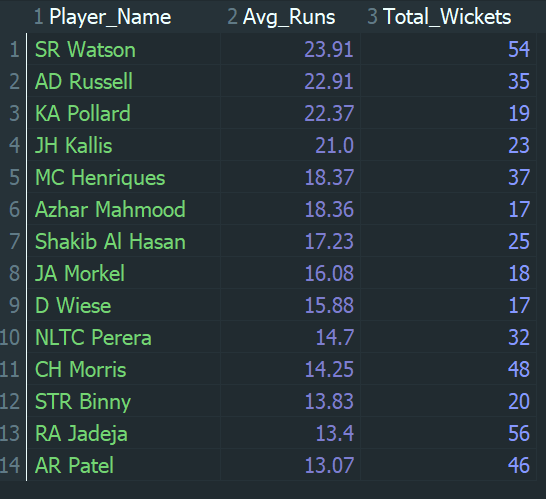 1 Player_Name 2 Avg_Runs 3 Total_Wickets
1 SR Watson 23.91 54
2 AD Russell 22.91 35
3 KA Pollard 22.37 19
4 JH Kallis 21.0 23
5 MC Henriques 18.37 37
6 Azhar Mahmood 18.36 17
7 Shakib Al Hasan 17.23 25
8 JA Morkel 16.08 18
9 D Wiese 15.88 17
10 NLTC Perera 14.7 32
11 CH Morris 14.25 48
12 STR Binny 13.83 20
13 RA Jadeja 13.4 56
14 AR Patel 13.07 46